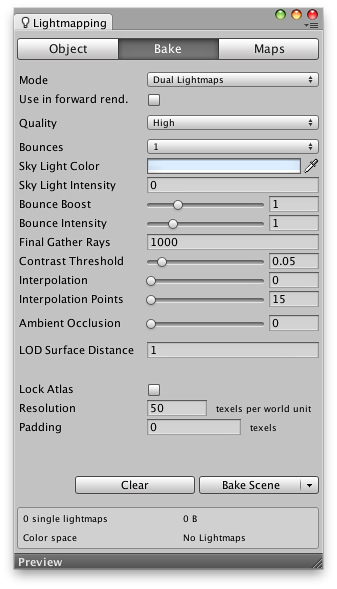 Lightmapping
Object Bake Maps
Mode Dual Lightmaps
Use in forward rend.
Quality High
Bounces 1
Sky Light Color
Sky Light Intensity 0
Bounce Boost 1
Bounce Intensity 1
Final Gather Rays 1000
Contrast Threshold 0.05
Interpolation 0
Interpolation Points 15
Ambient Occlusion 0
LOD Surface Distance 1
Lock Atlas
Resolution 50 texels per world unit
Padding 0 texels
Clear Bake Scene
0 single lightmaps 0 B
Color space No Lightmaps
Preview